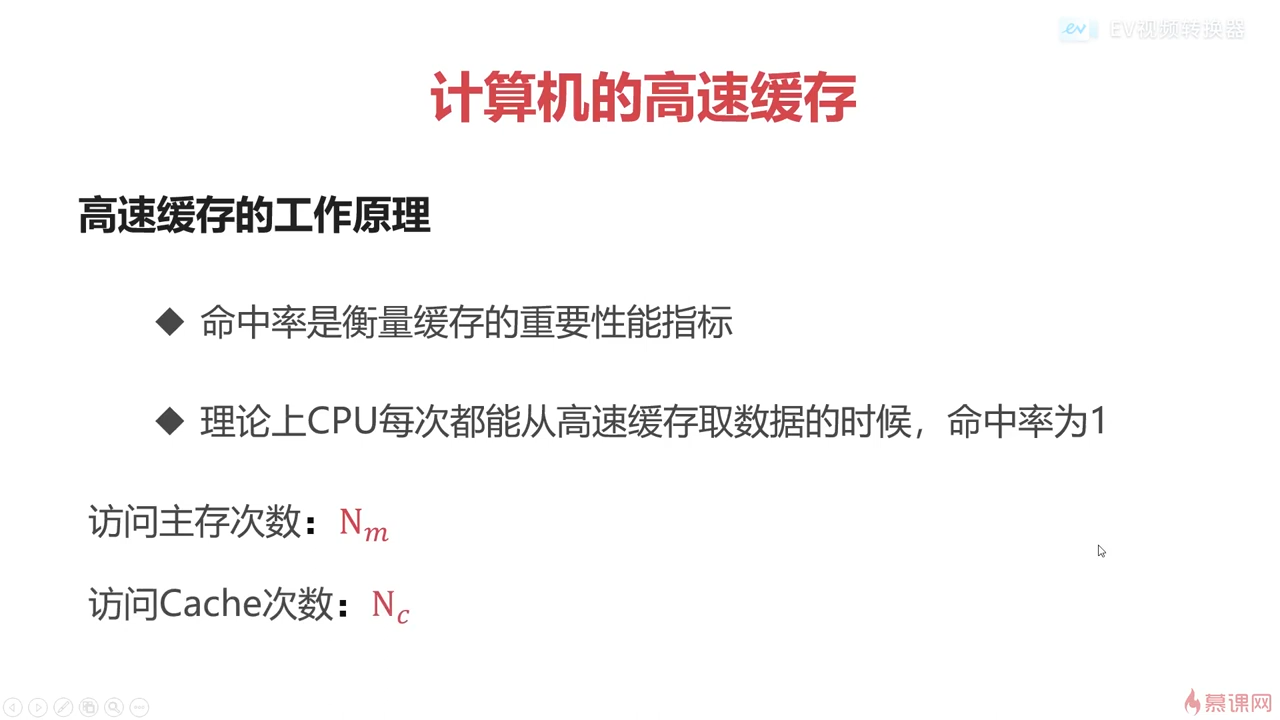 EV视频转换器
计算机的高速缓存
高速缓存的工作原理
◆ 命中率是衡量缓存的重要性能指标
◆ 理论上CPU每次都能从高速缓存取数据的时候，命中率为1
访问主存次数：Nₘ
访问Cache次数：N_c
慕课网